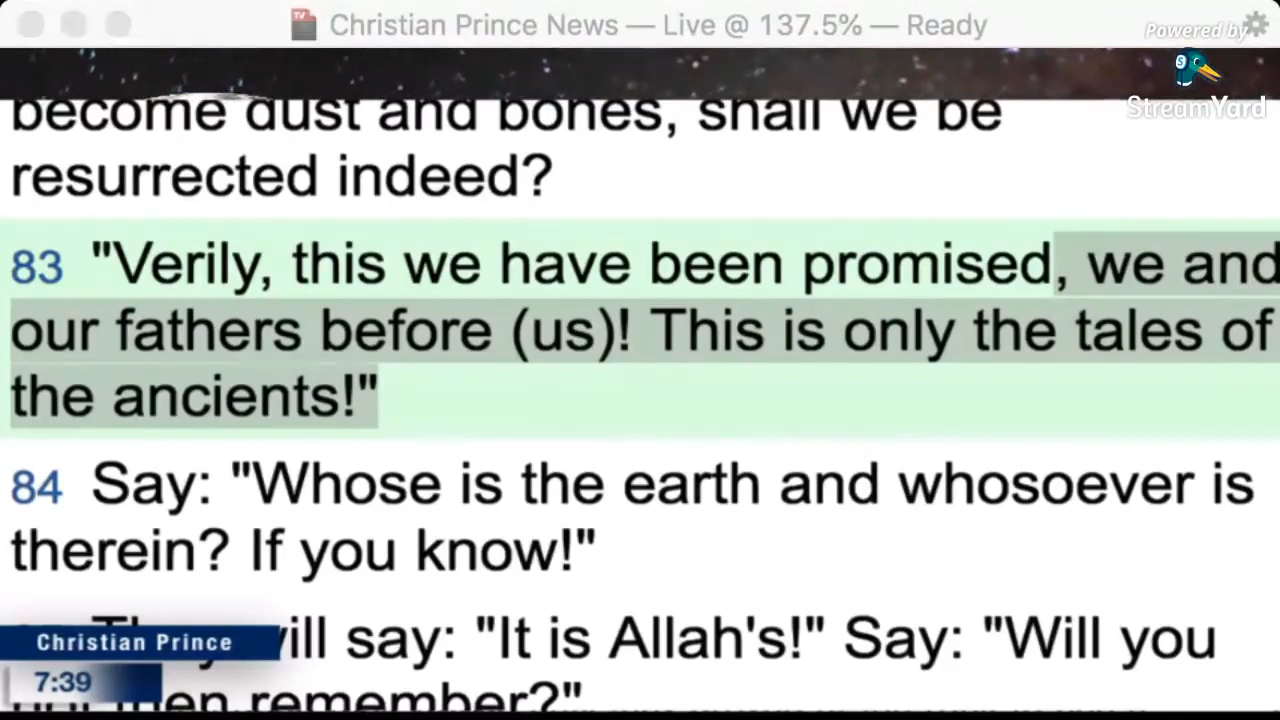 Christian Prince News — Live @ 137.5% — Ready
Powered by
StreamYard
become dust and bones, shall we be
resurrected indeed?
83 "Verily, this we have been promised, we and
our fathers before (us)! This is only the tales of
the ancients!"
84 Say: "Whose is the earth and whosoever is
therein? If you know!"
will say: "It is Allah's!" Say: "Will you
then remember?"
Christian Prince
7:39